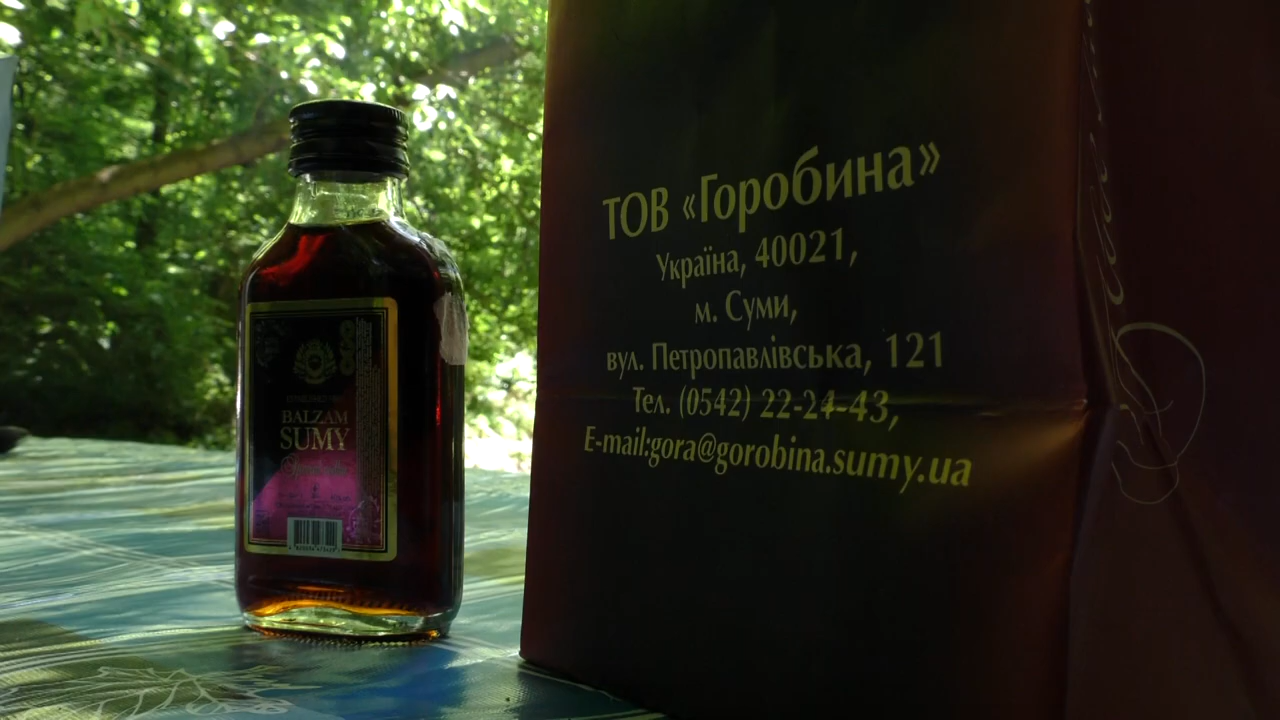 BALZAM
SUMY
ТОВ «Горобина»
Україна, 40021,
м. Суми,
вул. Петропавлівська, 121
Тел. (0542) 22-24-43,
E-mail:gora@gorobina.sumy.ua